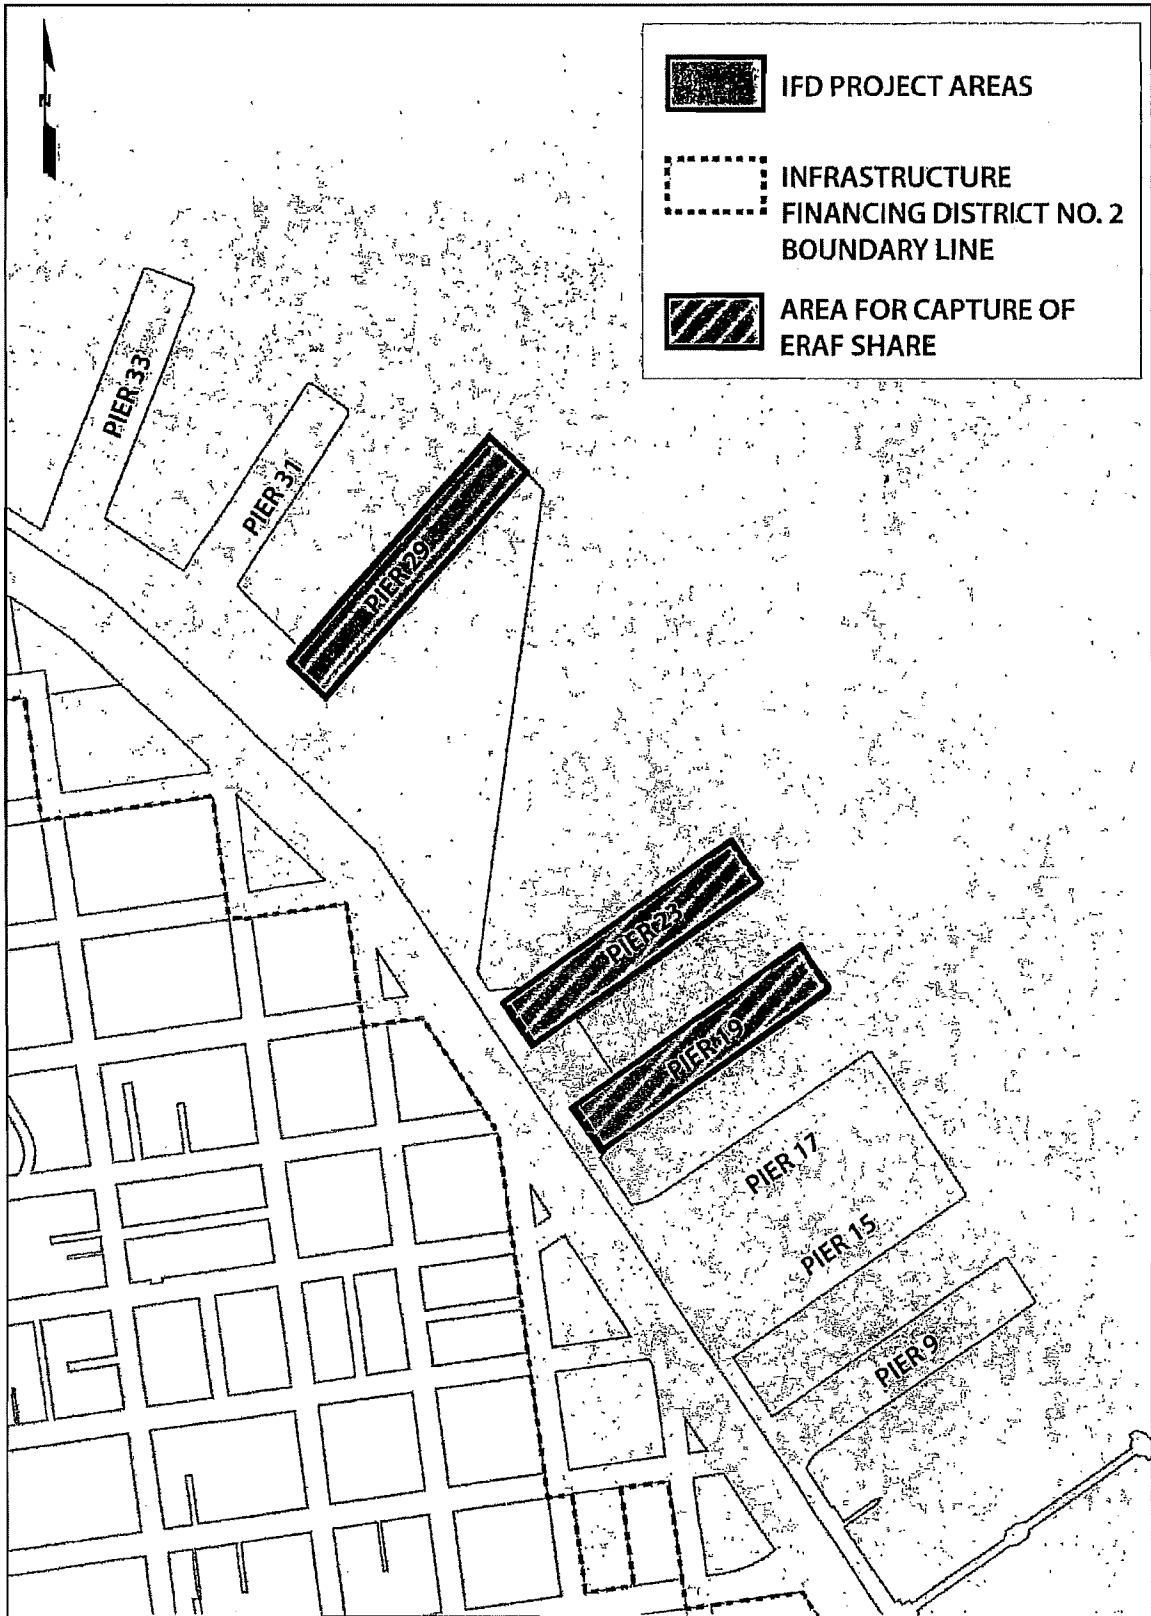 N
IFD PROJECT AREAS
INFRASTRUCTURE
FINANCING DISTRICT NO. 2
BOUNDARY LINE
AREA FOR CAPTURE OF
ERAF SHARE
PIER 33
PIER 31
PIER 29
PIER 23
PIER 19
PIER 17
PIER 15
PIER 9